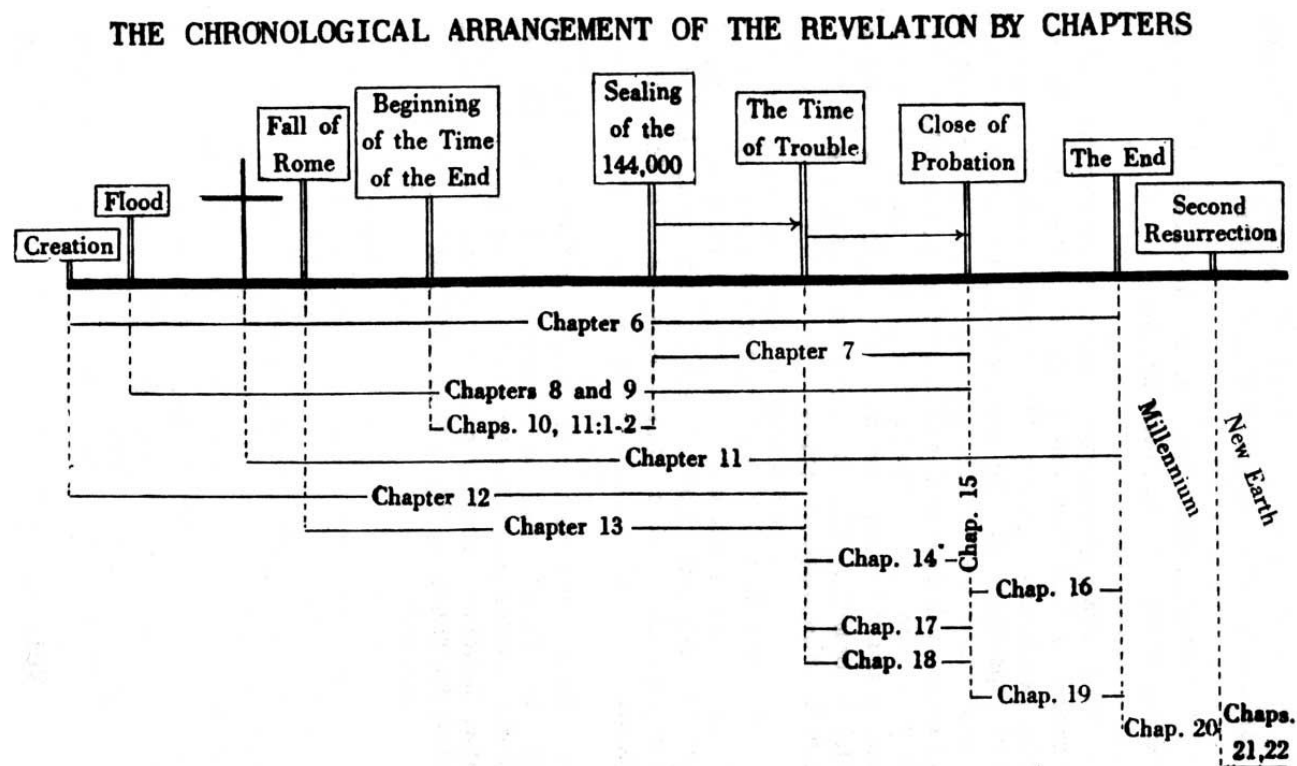 THE CHRONOLOGICAL ARRANGEMENT OF THE REVELATION BY CHAPTERS
Creation
Flood
Fall of
Rome
Beginning
of the Time
of the End
Sealing
of the
144,000
The Time
of Trouble
Close of
Probation
The End
Second
Resurrection
Chapter 6
Chapter 7
Chapters 8 and 9
Chaps. 10, 11:1-2
Chapter 11
Chapter 12
Chapter 13
Chap. 14
Chap. 15
Chap. 16
Chap. 17
Chap. 18
Chap. 19
Chap. 20
Chaps.
21,22
Millennium
New Earth